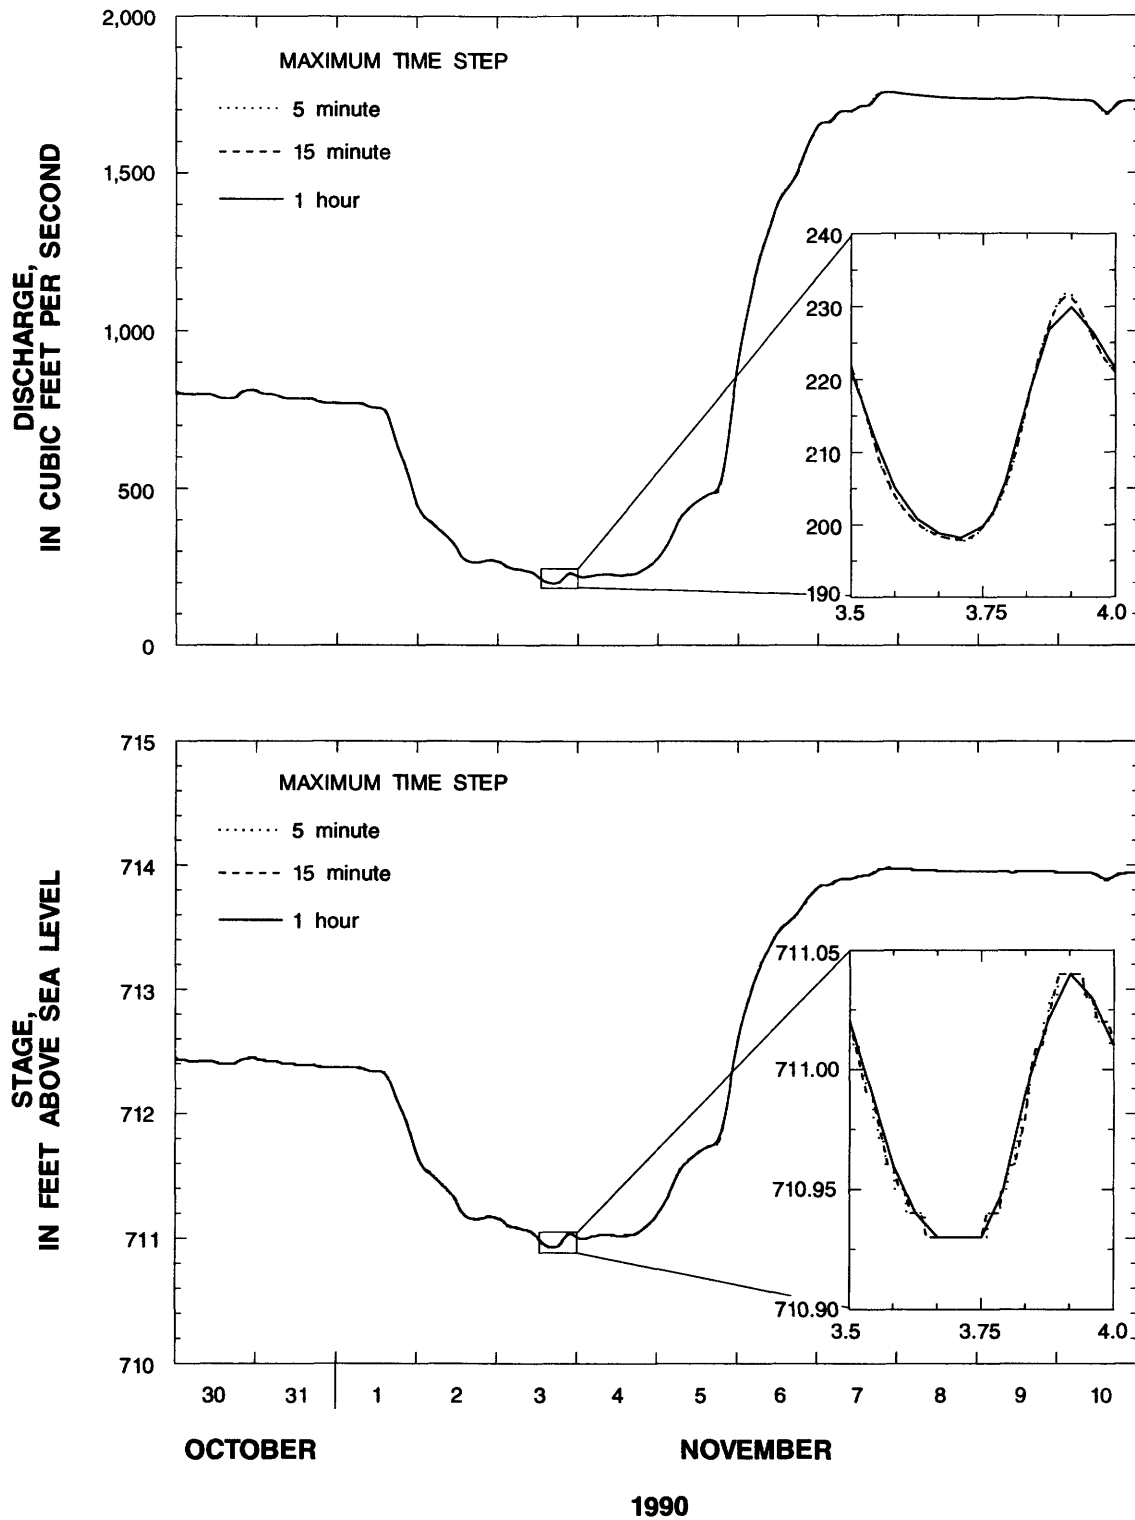 2,000
1,500
1,000
500
0
DISCHARGE,
IN CUBIC FEET PER SECOND
MAXIMUM TIME STEP
5 minute
15 minute
1 hour
240
230
220
210
200
190
3.5 3.75 4.0
715
714
713
712
711
710
STAGE,
IN FEET ABOVE SEA LEVEL
MAXIMUM TIME STEP
5 minute
15 minute
1 hour
711.05
711.00
710.95
710.90
3.5 3.75 4.0
30 31 1 2 3 4 5 6 7 8 9 10
OCTOBER NOVEMBER
1990